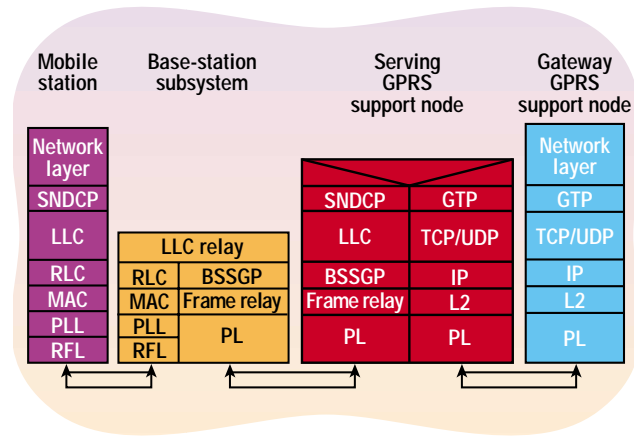 Mobile
station
Base-station
subsystem
Serving
GPRS
support node
Gateway
GPRS
support node
Network
layer
SNDCP
LLC
RLC
MAC
PLL
RFL
LLC relay
RLC
BSSGP
MAC
Frame relay
PLL
PL
RFL
SNDCP
GTP
LLC
TCP/UDP
BSSGP
IP
Frame relay
L2
PL
PL
Network
layer
GTP
TCP/UDP
IP
L2
PL